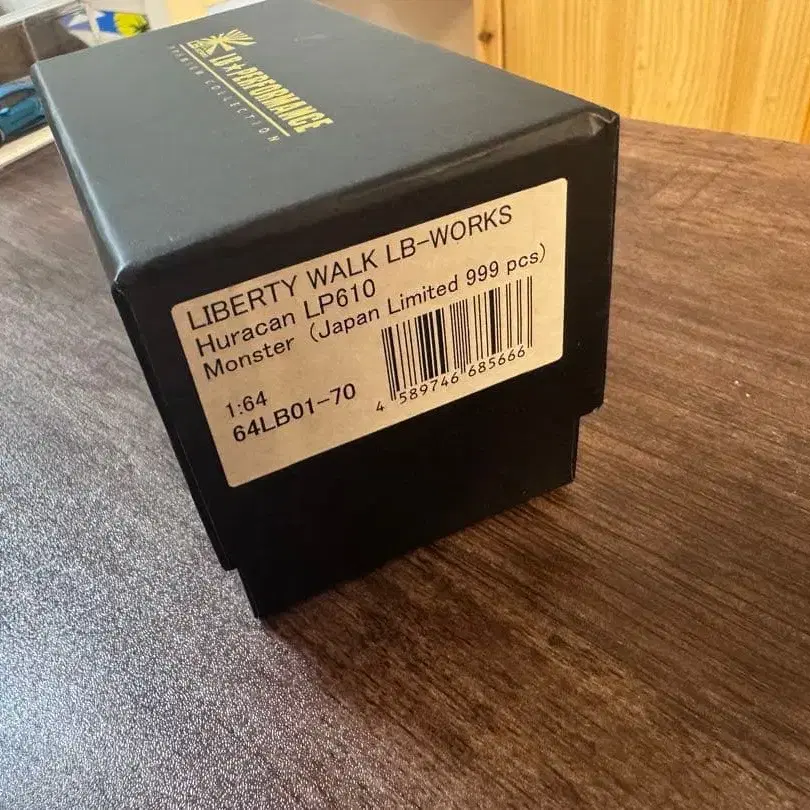 LB★PERFORMANCE
PREMIUM COLLECTION
LIBERTY WALK LB-WORKS
Huracan LP610
Monster (Japan Limited 999 pcs)
1:64
64LB01-70
4 589746 685666